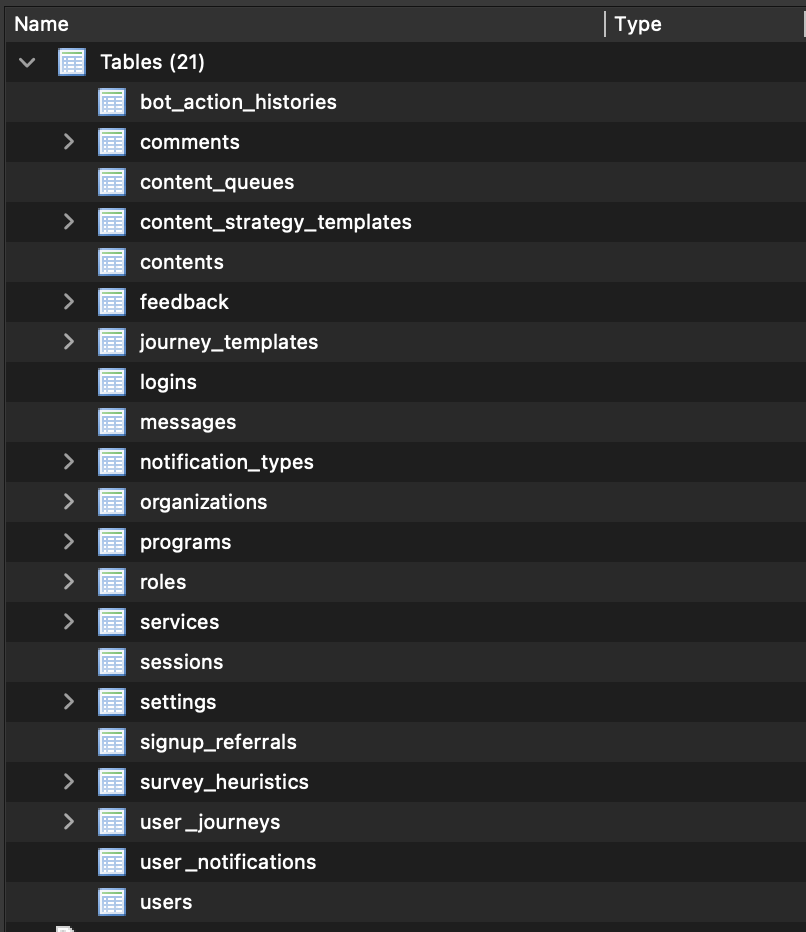 Name Type
Tables (21)
bot_action_histories
comments
content_queues
content_strategy_templates
contents
feedback
journey_templates
logins
messages
notification_types
organizations
programs
roles
services
sessions
settings
signup_referrals
survey_heuristics
user_journeys
user_notifications
users